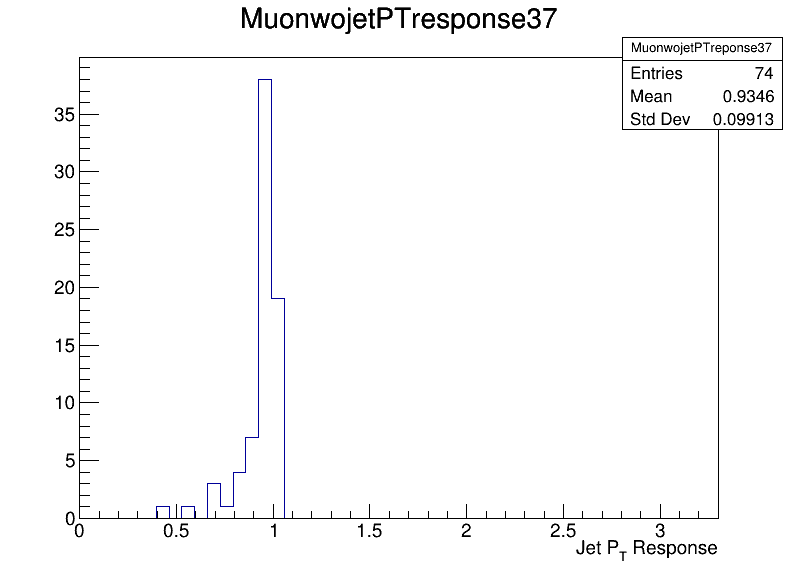 MuonwojetPTresponse37
MuonwojetPTreponse37
Entries 74
Mean 0.9346
Std Dev 0.09913
35
30
25
20
15
10
5
0
0 0.5 1 1.5 2 2.5 3
Jet PT Response